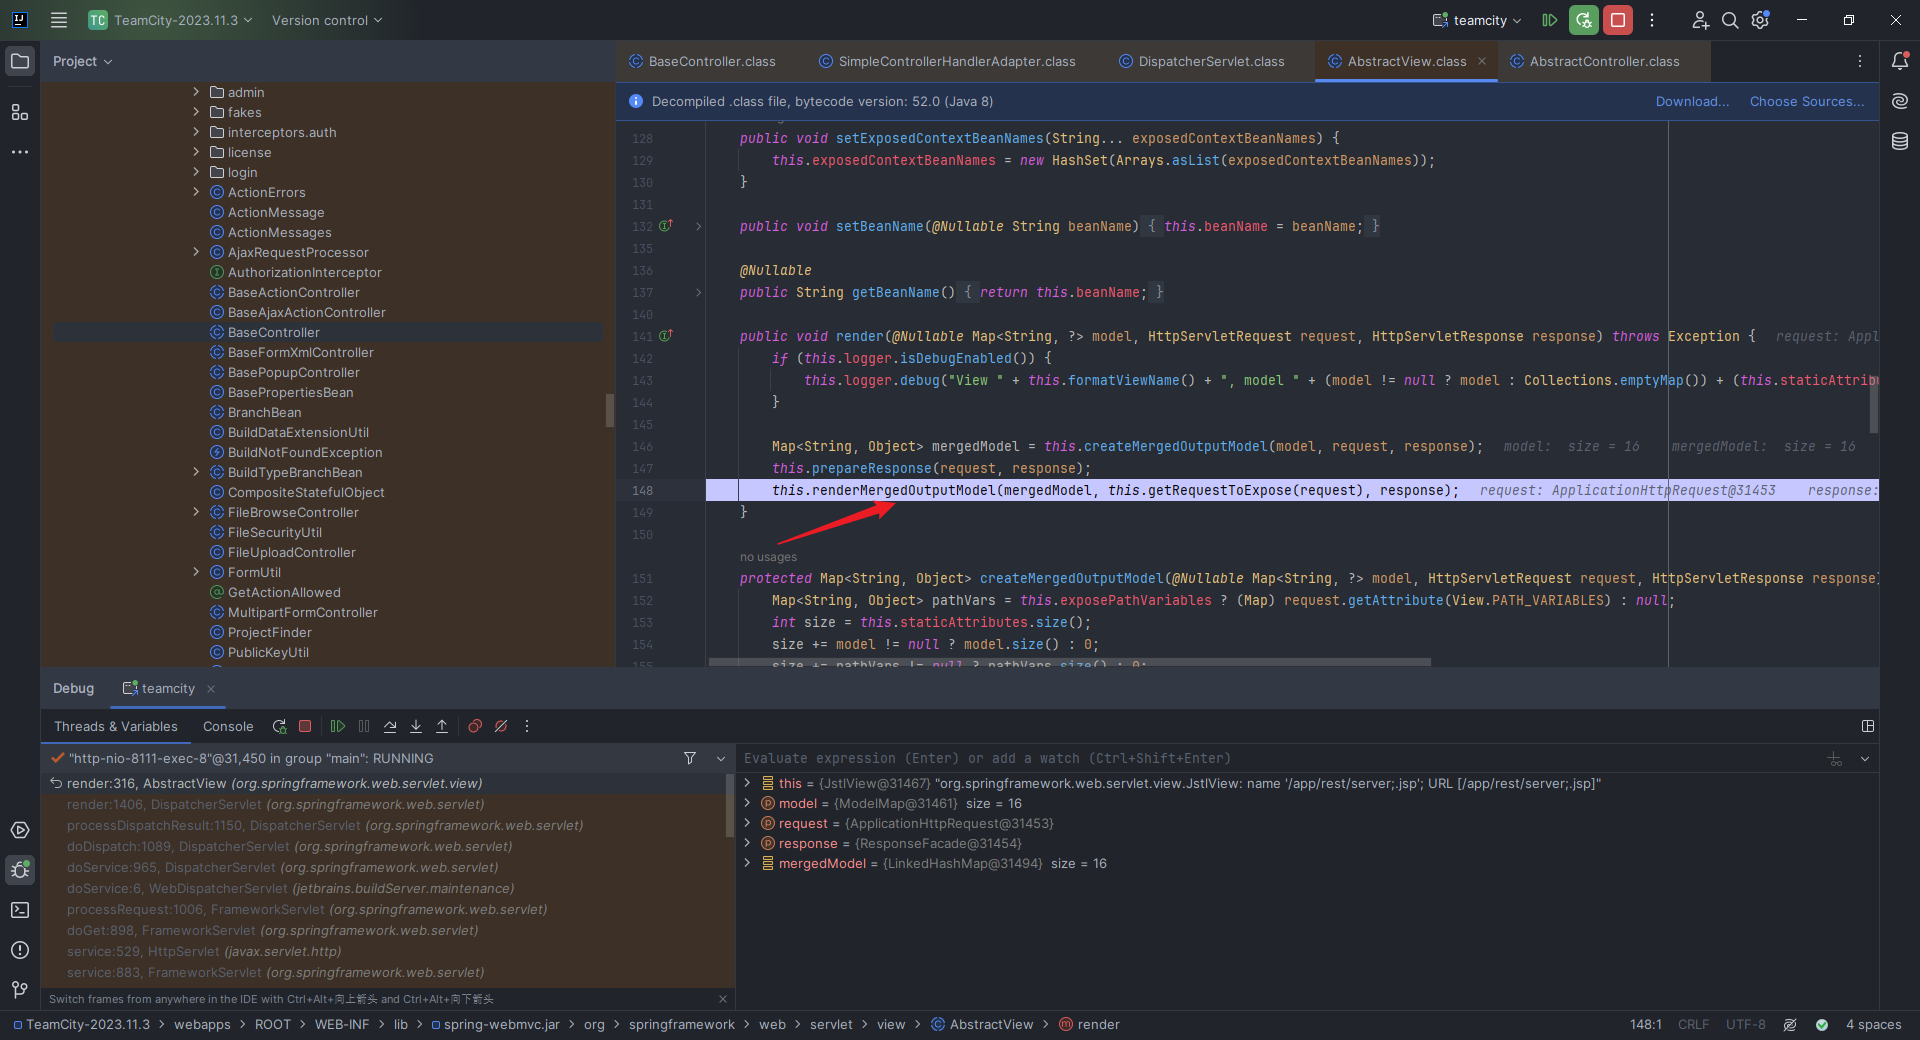 TC TeamCity-2023.11.3 Version control teamcity
Project
BaseController.class SimpleControllerHandlerAdapter.class DispatcherServlet.class AbstractView.class AbstractController.class
Decompiled .class file, bytecode version: 52.0 (Java 8) Download... Choose Sources...
admin
fakes
interceptors.auth
license
login
ActionErrors
ActionMessage
ActionMessages
AjaxRequestProcessor
AuthorizationInterceptor
BaseActionController
BaseAjaxActionController
BaseController
BaseFormXmlController
BasePopupController
BasePropertiesBean
BranchBean
BuildDataExtensionUtil
BuildNotFoundException
BuildTypeBranchBean
CompositeStatefulObject
FileBrowseController
FileSecurityUtil
FileUploadController
FormUtil
GetActionAllowed
MultipartFormController
ProjectFinder
PublicKeyUtil
128 public void setExposedContextBeanNames(String... exposedContextBeanNames) {
129 this.exposedContextBeanNames = new HashSet(Arrays.asList(exposedContextBeanNames));
130 }
131
132 public void setBeanName(@Nullable String beanName) { this.beanName = beanName; }
135
136 @Nullable
137 public String getBeanName() { return this.beanName; }
140
141 public void render(@Nullable Map<String, ?> model, HttpServletRequest request, HttpServletResponse response) throws Exception { request: Appl
142 if (this.logger.isDebugEnabled()) {
143 this.logger.debug("View " + this.formatViewName() + ", model " + (model != null ? model : Collections.emptyMap()) + (this.staticAttribu
144 }
145
146 Map<String, Object> mergedModel = this.createMergedOutputModel(model, request, response); model: size = 16 mergedModel: size = 16
147 this.prepareResponse(request, response);
148 this.renderMergedOutputModel(mergedModel, this.getRequestToExpose(request), response); request: ApplicationHttpRequest@31453 response:
149 }
150
no usages
151 protected Map<String, Object> createMergedOutputModel(@Nullable Map<String, ?> model, HttpServletRequest request, HttpServletResponse response)
152 Map<String, Object> pathVars = this.exposePathVariables ? (Map) request.getAttribute(View.PATH_VARIABLES) : null;
153 int size = this.staticAttributes.size();
154 size += model != null ? model.size() : 0;
155 size += pathVars != null ? pathVars.size() : 0;
Debug teamcity
Threads & Variables Console
"http-nio-8111-exec-8"@31,450 in group "main": RUNNING
render:316, AbstractView (org.springframework.web.servlet.view)
render:1406, DispatcherServlet (org.springframework.web.servlet)
processDispatchResult:1150, DispatcherServlet (org.springframework.web.servlet)
doDispatch:1089, DispatcherServlet (org.springframework.web.servlet)
doService:965, DispatcherServlet (org.springframework.web.servlet)
doService:6, WebDispatcherServlet (jetbrains.buildServer.maintenance)
processRequest:1006, FrameworkServlet (org.springframework.web.servlet)
doGet:898, FrameworkServlet (org.springframework.web.servlet)
service:529, HttpServlet (javax.servlet.http)
service:883, FrameworkServlet (org.springframework.web.servlet)
Switch frames from anywhere in the IDE with Ctrl+Alt+向上箭头 and Ctrl+Alt+向下箭头
Evaluate expression (Enter) or add a watch (Ctrl+Shift+Enter)
this = {JstlView@31467} "org.springframework.web.servlet.view.JstlView: name '/app/rest/server;.jsp'; URL [/app/rest/server;.jsp]"
model = {ModelMap@31461} size = 16
request = {ApplicationHttpRequest@31453}
response = {ResponseFacade@31454}
mergedModel = {LinkedHashMap@31494} size = 16
TeamCity-2023.11.3 > webapps > ROOT > WEB-INF > lib > spring-webmvc.jar > org > springframework > web > servlet > view > AbstractView > render
148:1 CRLF UTF-8 4 spaces